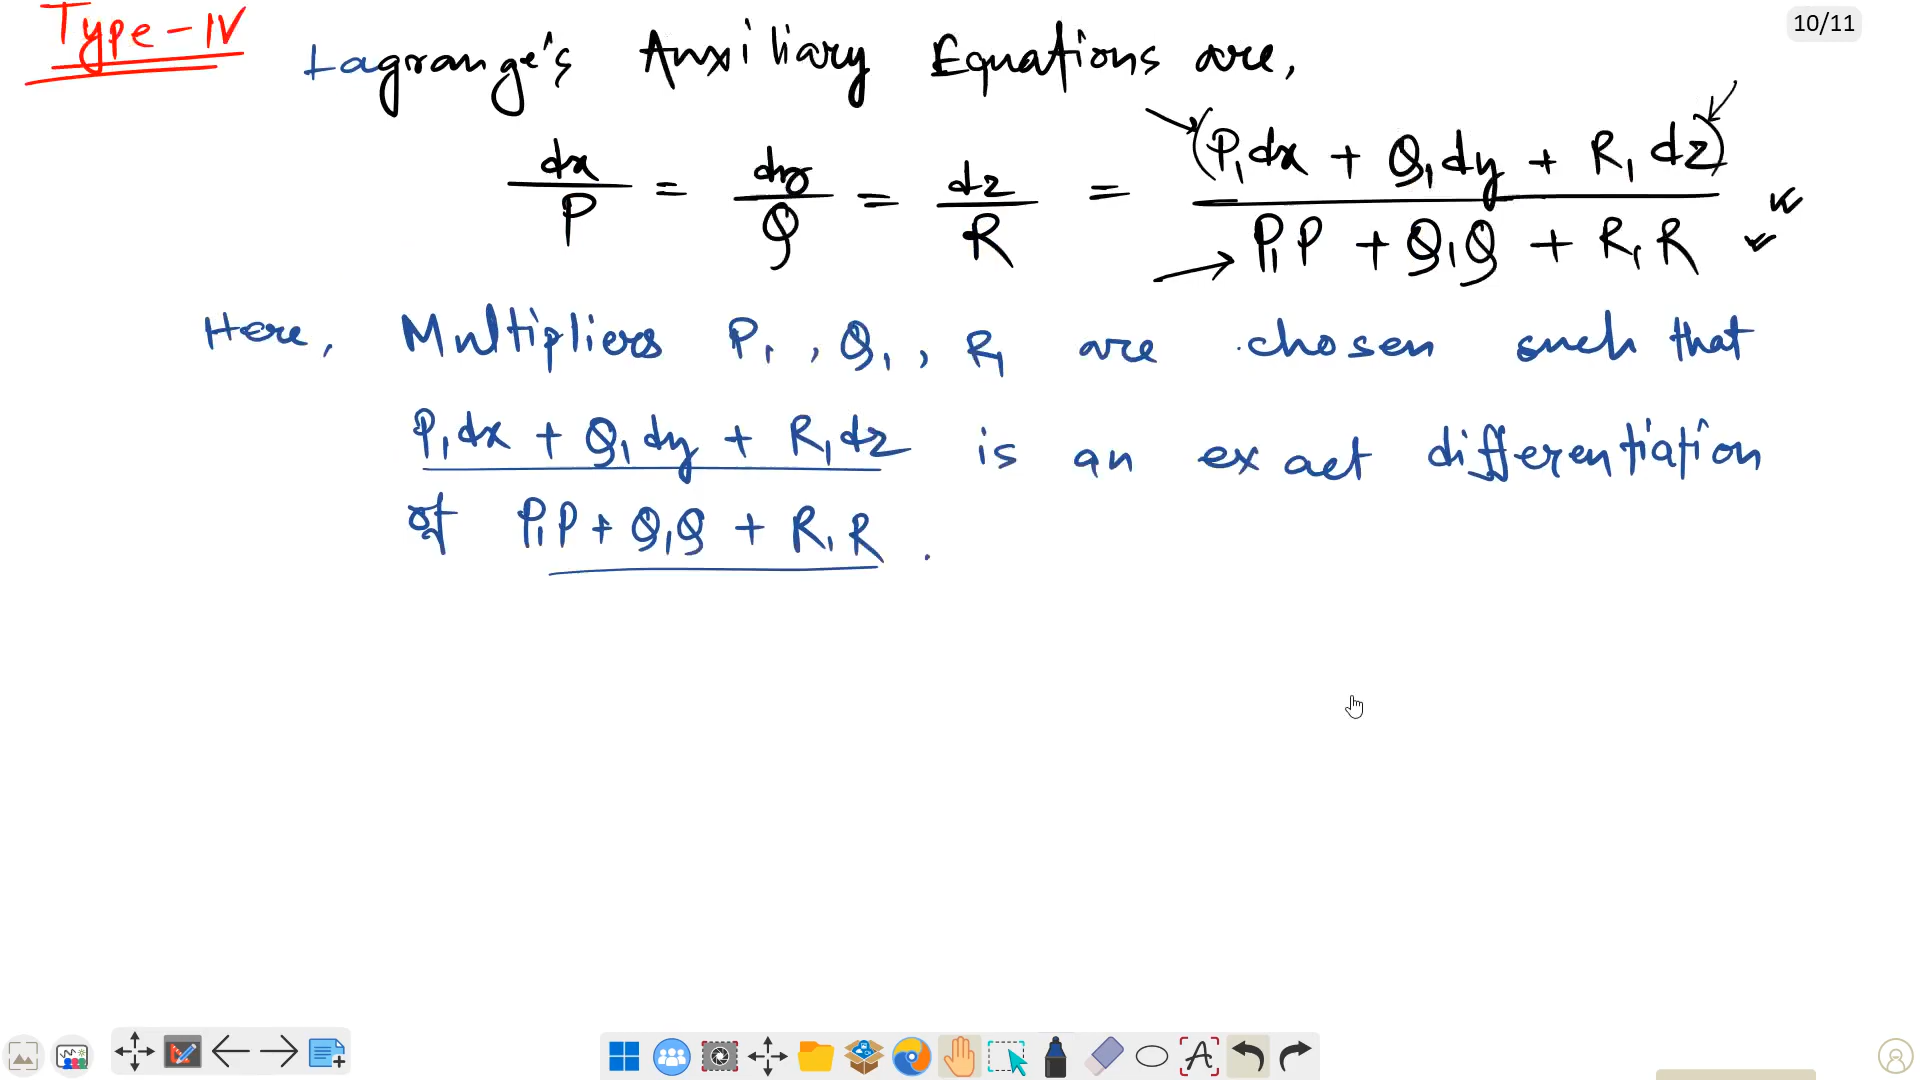 Type-IV
10/11
Lagrange's Auxiliary Equations are,
dx/P = dy/Q = dz/R = (P₁dx + Q₁dy + R₁dz)/P₁P + Q₁Q + R₁R
Here, Multipliers P₁, Q₁, R₁ are chosen such that
P₁dx + Q₁dy + R₁dz is an exact differentiation
of P₁P + Q₁Q + R₁R.